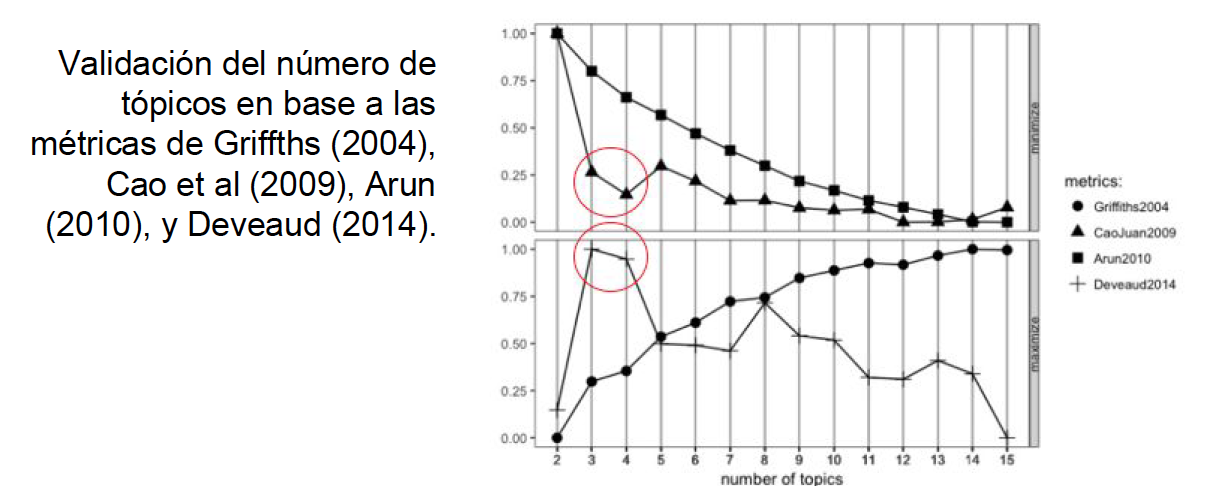 Validación del número de
tópicos en base a las
métricas de Griffths (2004),
Cao et al (2009), Arun
(2010), y Deveaud (2014).
1.00
0.75
0.50
0.25
0.00
minimize
1.00
0.75
0.50
0.25
0.00
maximize
2 3 4 5 6 7 8 9 10 11 12 13 14 15
number of topics
metrics:
Griffiths2004
CaoJuan2009
Arun2010
Deveaud2014